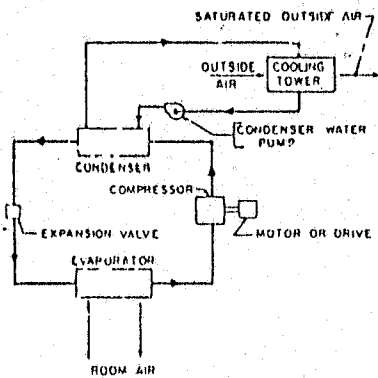 SATURATED OUTSIDE AIR
OUTSIDE
AIR
COOLING
TOWER
CONDENSER WATER
PUMP
CONDENSER
COMPRESSOR
EXPANSION VALVE
MOTOR OR DRIVE
EVAPORATOR
ROOM AIR